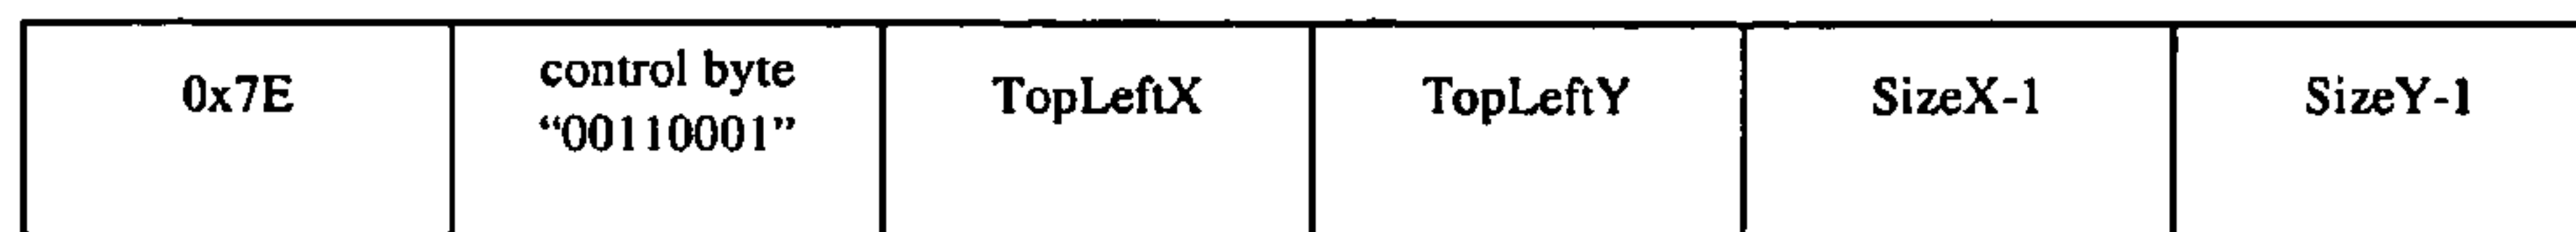 0x7E
control byte
“00110001”
TopLeftX
TopLeftY
SizeX-1
SizeY-1